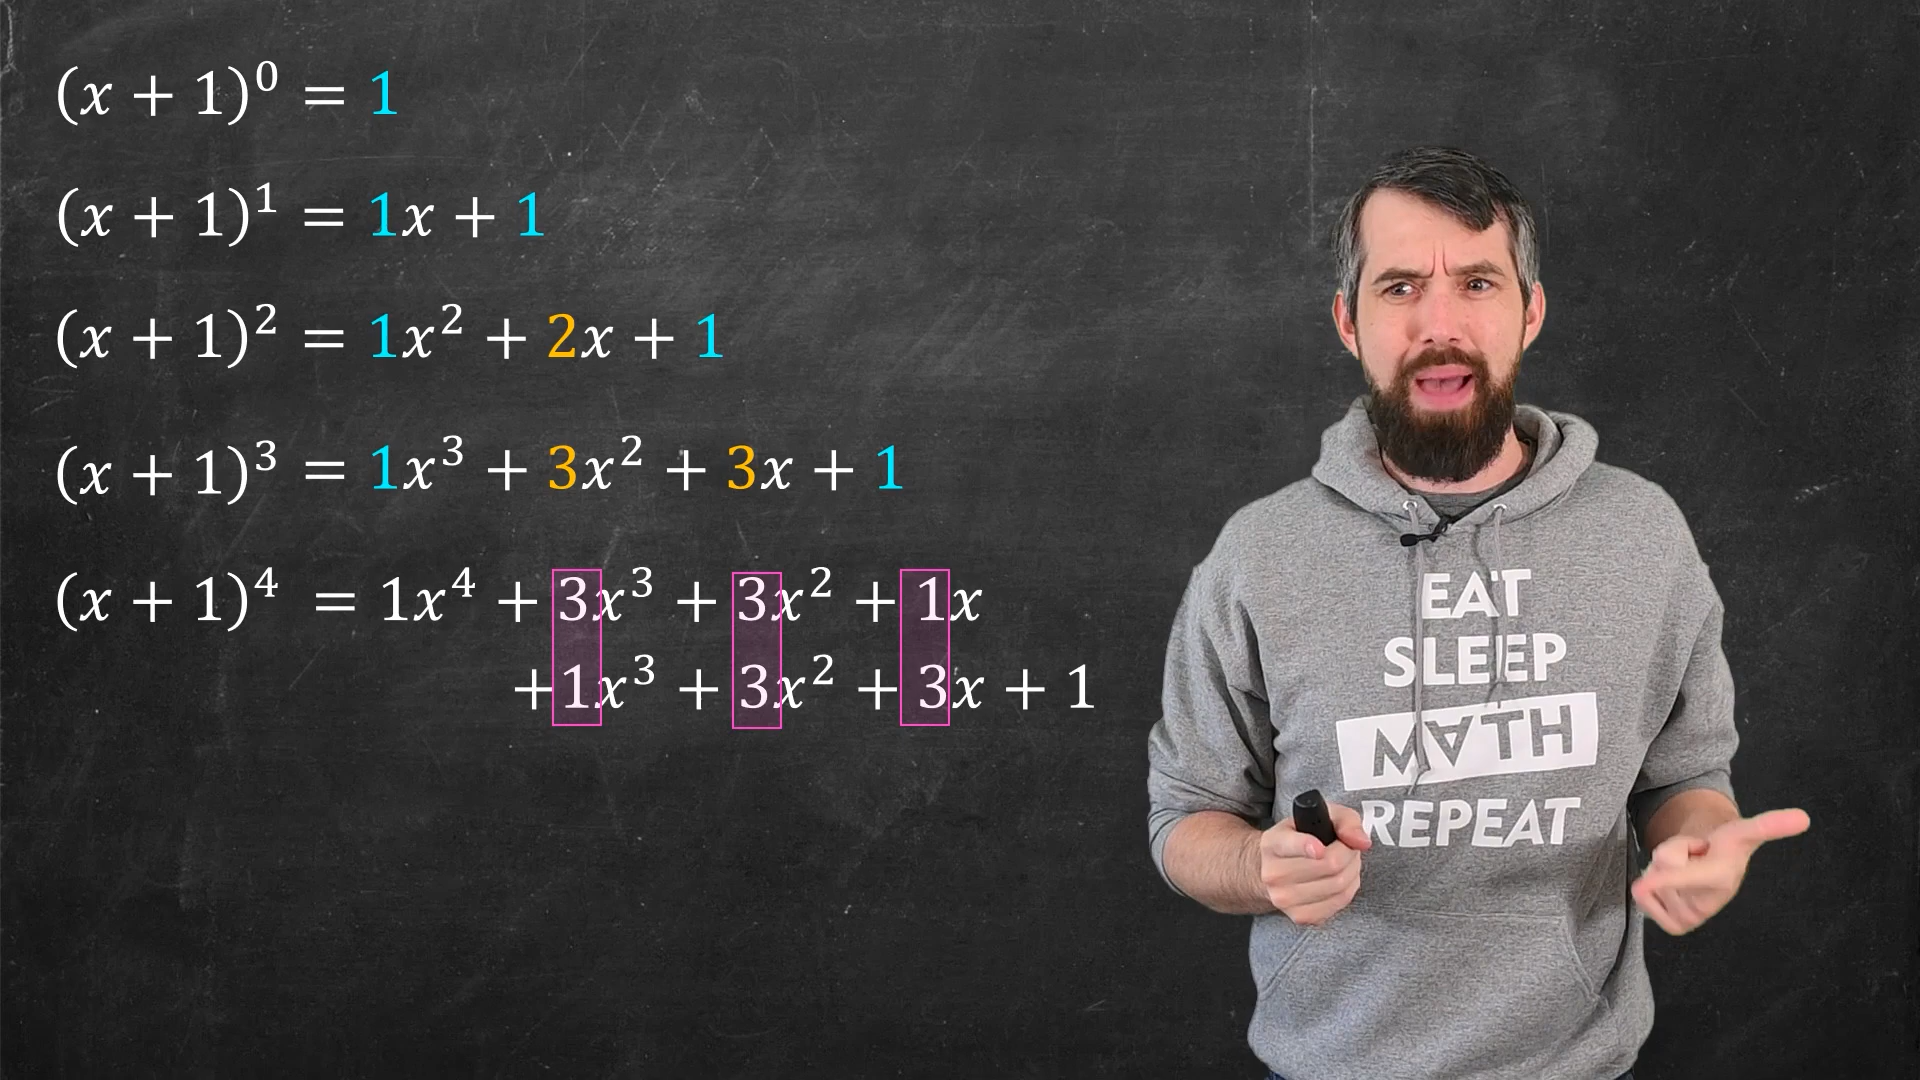 (x + 1)⁰ = 1
(x + 1)¹ = 1x + 1
(x + 1)² = 1x² + 2x + 1
(x + 1)³ = 1x³ + 3x² + 3x + 1
(x + 1)⁴ = 1x⁴ + 3x³ + 3x² + 1x
+1x³ + 3x² + 3x + 1
EAT
SLEEP
M∀TH
REPEAT